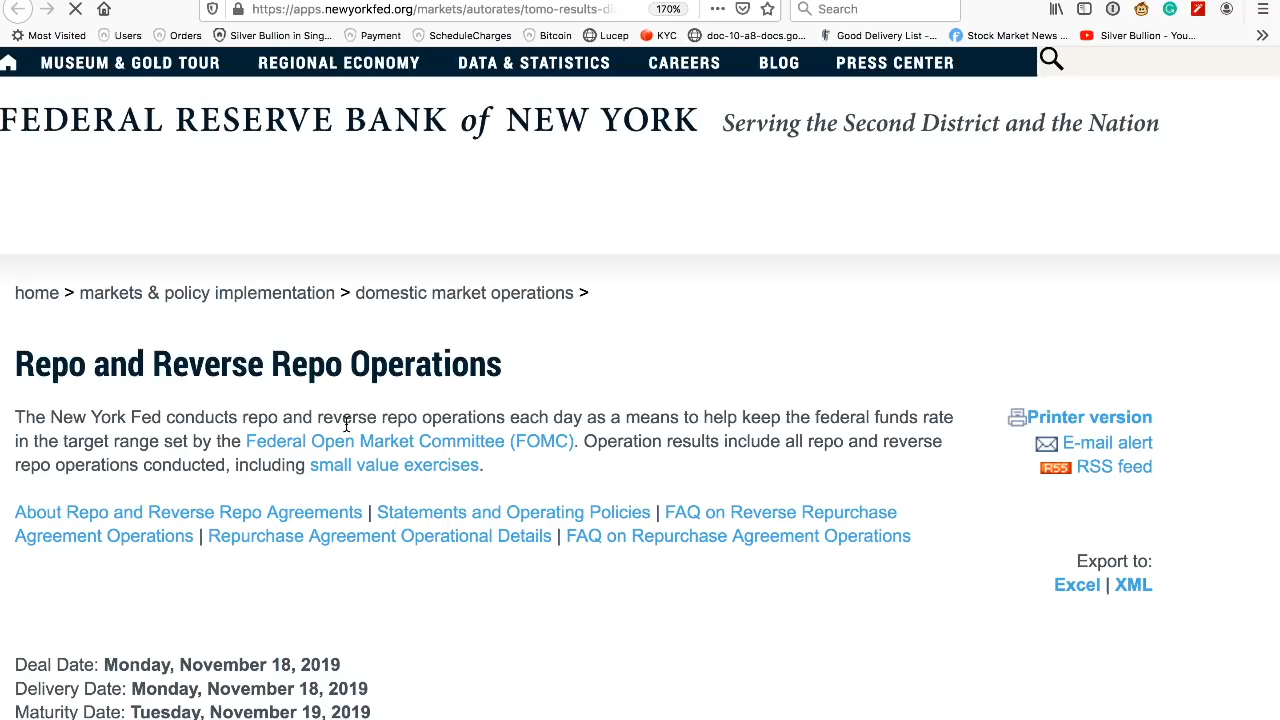 https://apps.newyorkfed.org/markets/autorates/tomo-results-di
170%
Search
Most Visited Users Orders Silver Bullion in Sing... Payment ScheduleCharges Bitcoin Lucep KYC doc-10-a8-docs.go... Good Delivery List -... Stock Market News ... Silver Bullion - You...
MUSEUM & GOLD TOUR REGIONAL ECONOMY DATA & STATISTICS CAREERS BLOG PRESS CENTER
FEDERAL RESERVE BANK of NEW YORK Serving the Second District and the Nation
home > markets & policy implementation > domestic market operations >
Repo and Reverse Repo Operations
The New York Fed conducts repo and reverse repo operations each day as a means to help keep the federal funds rate
in the target range set by the Federal Open Market Committee (FOMC). Operation results include all repo and reverse
repo operations conducted, including small value exercises.
Printer version
E-mail alert
RSS RSS feed
About Repo and Reverse Repo Agreements | Statements and Operating Policies | FAQ on Reverse Repurchase
Agreement Operations | Repurchase Agreement Operational Details | FAQ on Repurchase Agreement Operations
Export to:
Excel | XML
Deal Date: Monday, November 18, 2019
Delivery Date: Monday, November 18, 2019
Maturity Date: Tuesday, November 19, 2019